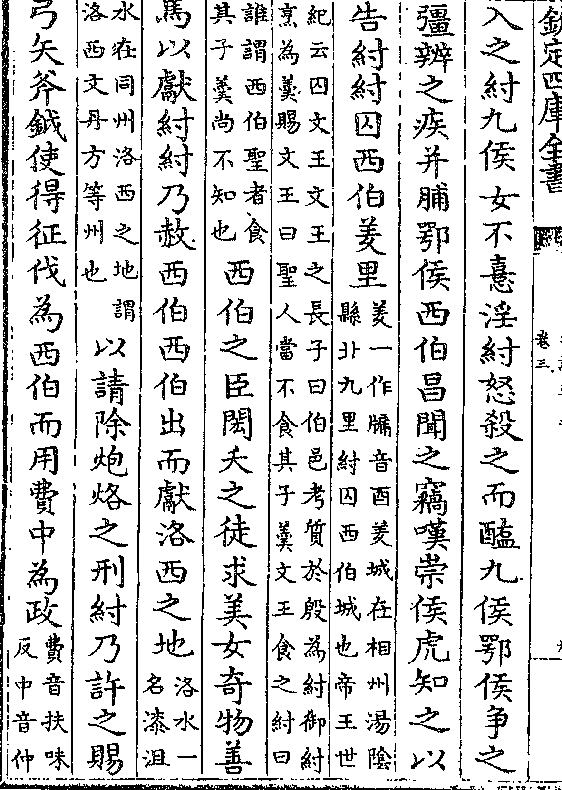 欽定四庫全書
卷三
入之紂九侯女不憙淫紂怒殺之而醢九侯鄂侯争之
彊辨之疾并脯鄂侯西伯昌聞之竊嘆崇侯虎知之以
告紂紂囚西伯羑里
羑一作牖音酉羑城在相州湯陰
縣北九里紂囚西伯城也帝王世
紀云囚文王文王之長子曰伯邑考質於殷為紂御紂
烹為羹賜文王曰聖人當不食其子羹文王食之紂曰
誰謂西伯聖者食
其子羹尚不知也
西伯之臣閎夭之徒求美女奇物善
馬以獻紂紂乃赦西伯西伯出而獻洛西之地
洛水一
名漆沮
水在同州洛西之地謂
洛西文丹方等州也
以請除炮烙之刑紂乃許之賜
弓矢斧鉞使得征伐為西伯而用費中為政
費音扶味
反中音仲